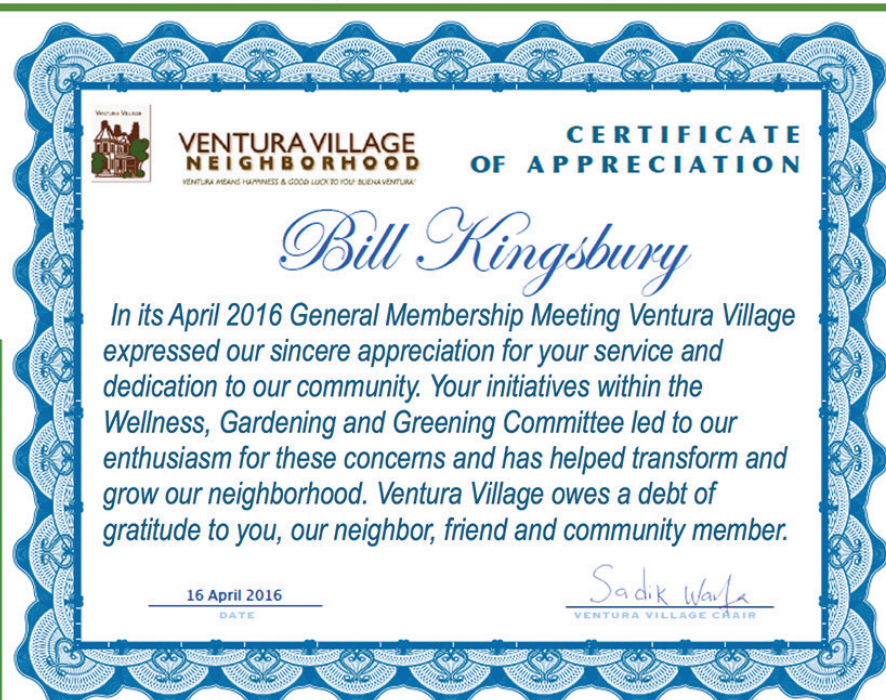 Ventura Village
VENTURA VILLAGE
NEIGHBORHOOD
VENTURA MEANS HAPPINESS & GOOD LUCK TO YOU! BUENA VENTURA!
CERTIFICATE
OF APPRECIATION
Bill Kingsbury
In its April 2016 General Membership Meeting Ventura Village
expressed our sincere appreciation for your service and
dedication to our community. Your initiatives within the
Wellness, Gardening and Greening Committee led to our
enthusiasm for these concerns and has helped transform and
grow our neighborhood. Ventura Village owes a debt of
gratitude to you, our neighbor, friend and community member.
16 April 2016
DATE
Sadik Warfa
VENTURA VILLAGE CHAIR